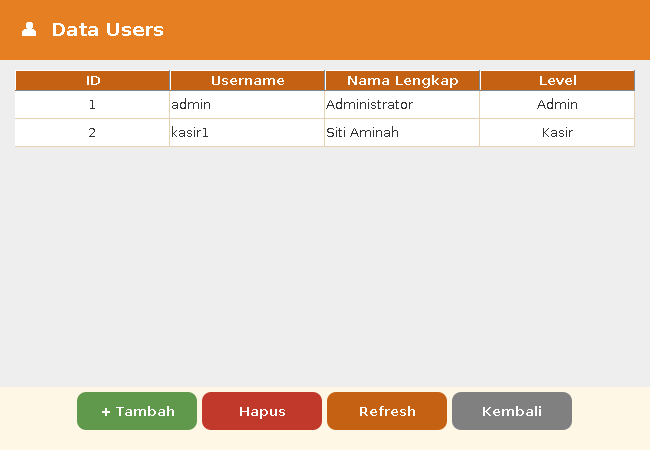 Data Users
ID Username Nama Lengkap Level
1 admin Administrator Admin
2 kasir1 Siti Aminah Kasir
+ Tambah Hapus Refresh Kembali